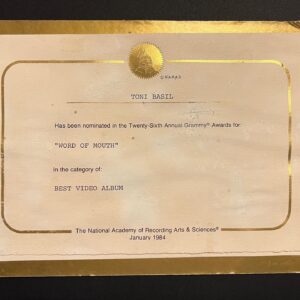 ©NARAS
TONI BASIL
Has been nominated in the Twenty-Sixth Annual Grammy® Awards for:
"WORD OF MOUTH"
In the category of:
BEST VIDEO ALBUM
The National Academy of Recording Arts & Sciences®
January 1984